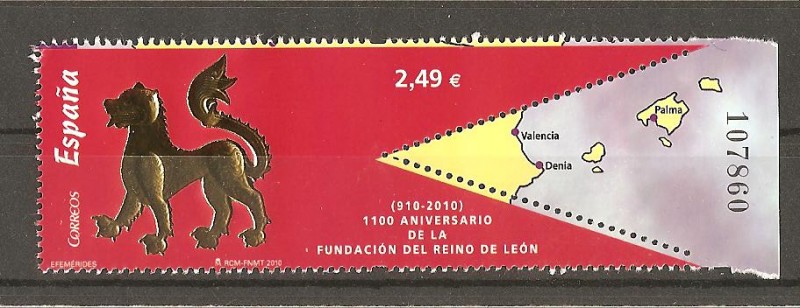 España
CORREOS
EFEMÉRIDES
RCM-FNMT 2010
2,49 €
(910-2010)
1100 ANIVERSARIO
DE LA
FUNDACIÓN DEL REINO DE LEÓN
Valencia
Denia
Palma
107860